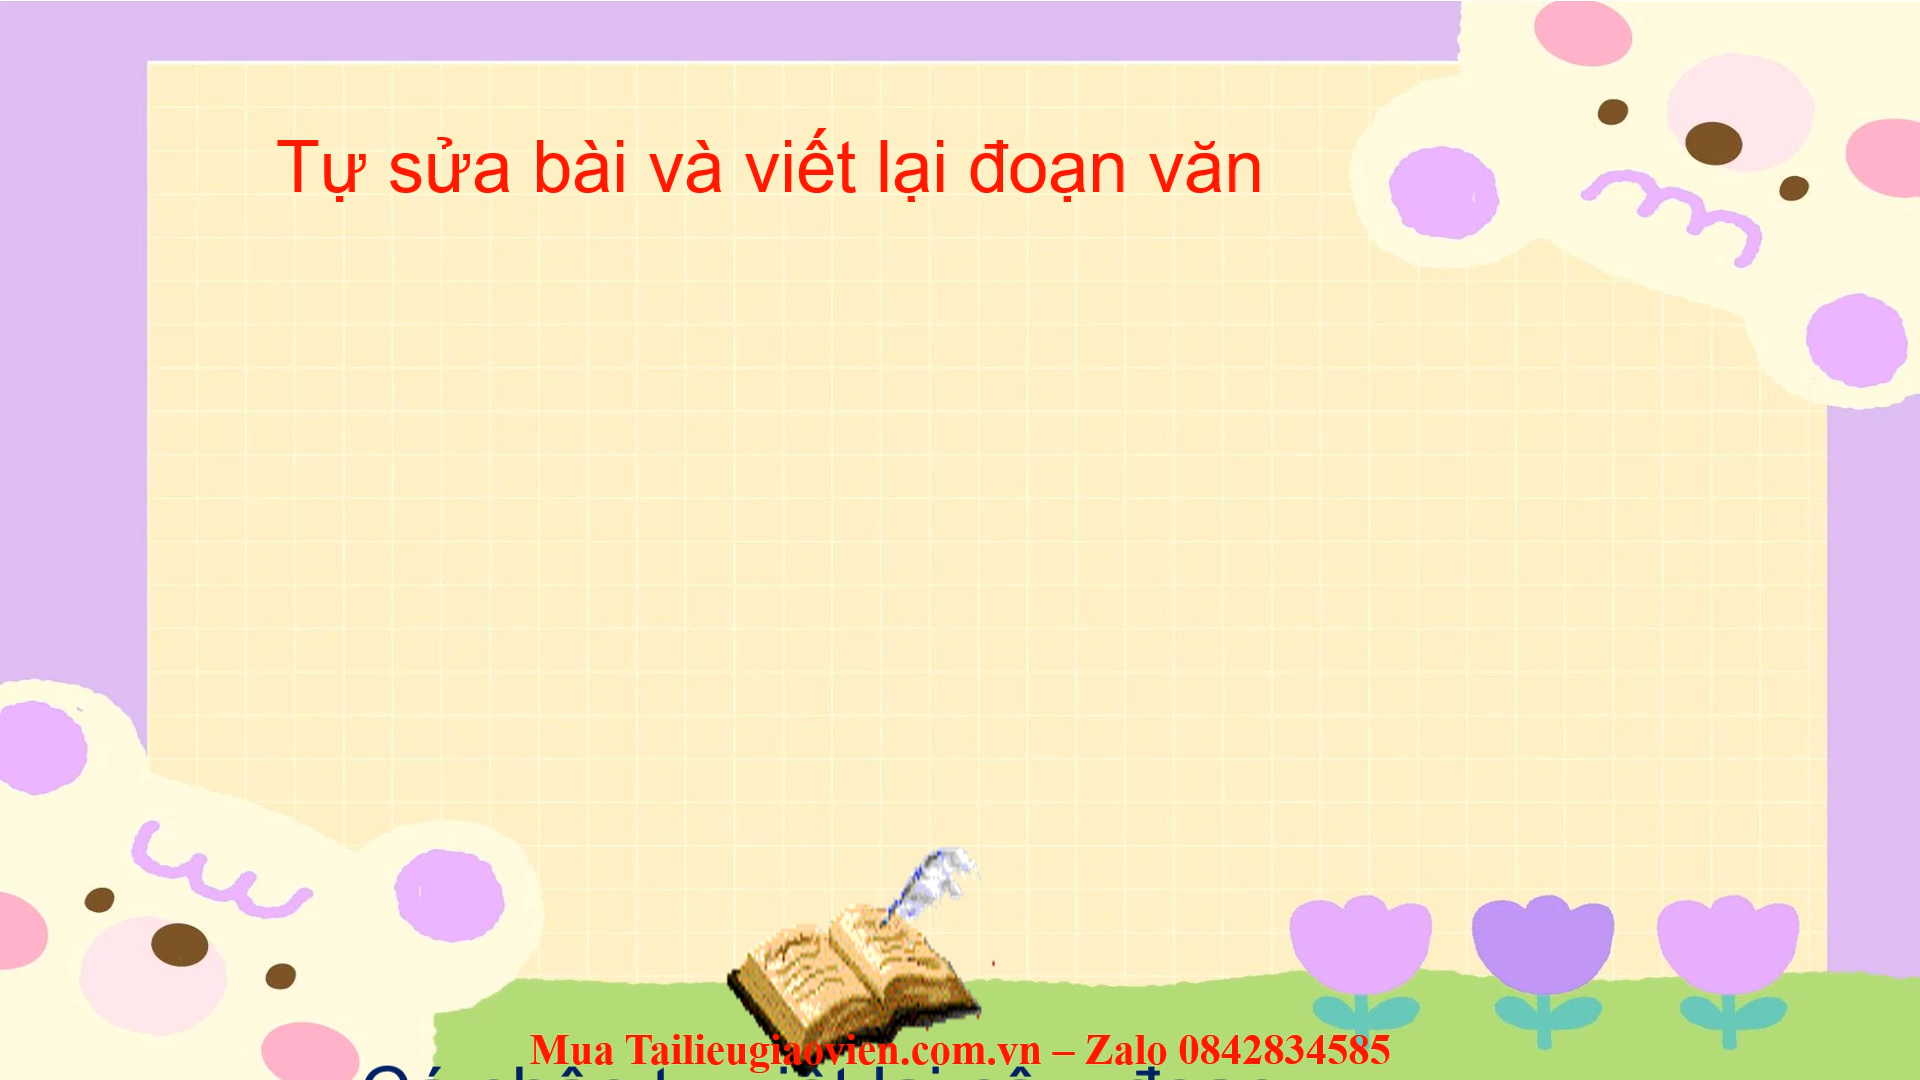 Tự sửa bài và viết lại đoạn văn
Mua Tailieugiaovien.com.vn – Zalo 0842834585